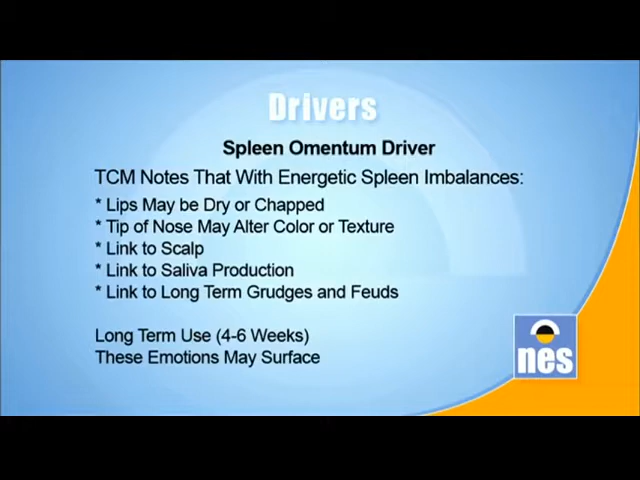 Drivers
Spleen Omentum Driver
TCM Notes That With Energetic Spleen Imbalances:
* Lips May be Dry or Chapped
* Tip of Nose May Alter Color or Texture
* Link to Scalp
* Link to Saliva Production
* Link to Long Term Grudges and Feuds
Long Term Use (4-6 Weeks)
These Emotions May Surface
nes